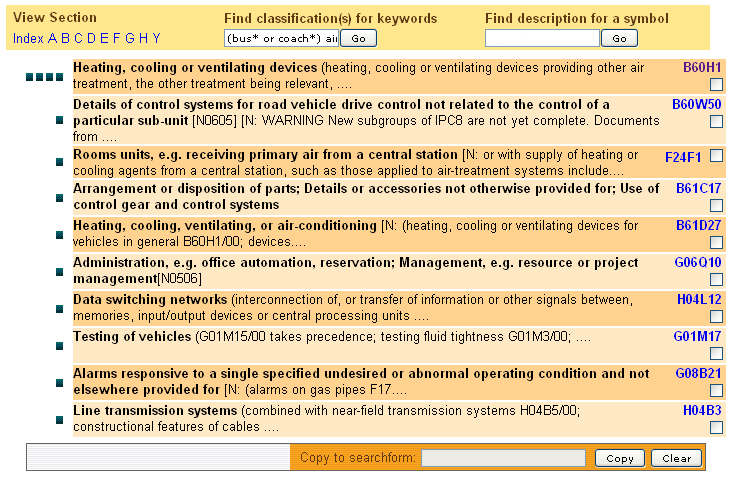 View Section
Find classification(s) for keywords
Find description for a symbol
Index A B C D E F G H Y
(bus* or coach*) air
Go
Go
Heating, cooling or ventilating devices (heating, cooling or ventilating devices providing other air B60H1
treatment, the other treatment being relevant, ....
Details of control systems for road vehicle drive control not related to the control of a B60W50
particular sub-unit [N0605] [N: WARNING New subgroups of IPC8 are not yet complete. Documents
from ....
Rooms units, e.g. receiving primary air from a central station [N: or with supply of heating or F24F1
cooling agents from a central station, such as those applied to air-treatment systems include....
Arrangement or disposition of parts; Details or accessories not otherwise provided for; Use of B61C17
control gear and control systems
Heating, cooling, ventilating, or air-conditioning [N: (heating, cooling or ventilating devices for B61D27
vehicles in general B60H1/00; devices....
Administration, e.g. office automation, reservation; Management, e.g. resource or project G06Q10
management[N0506]
Data switching networks (interconnection of, or transfer of information or other signals between, H04L12
memories, input/output devices or central processing units ....
Testing of vehicles (G01M15/00 takes precedence; testing fluid tightness G01M3/00; .... G01M17
Alarms responsive to a single specified undesired or abnormal operating condition and not G08B21
elsewhere provided for [N: (alarms on gas pipes F17....
Line transmission systems (combined with near-field transmission systems H04B5/00; H04B3
constructional features of cables ....
Copy to searchform:
Copy
Clear